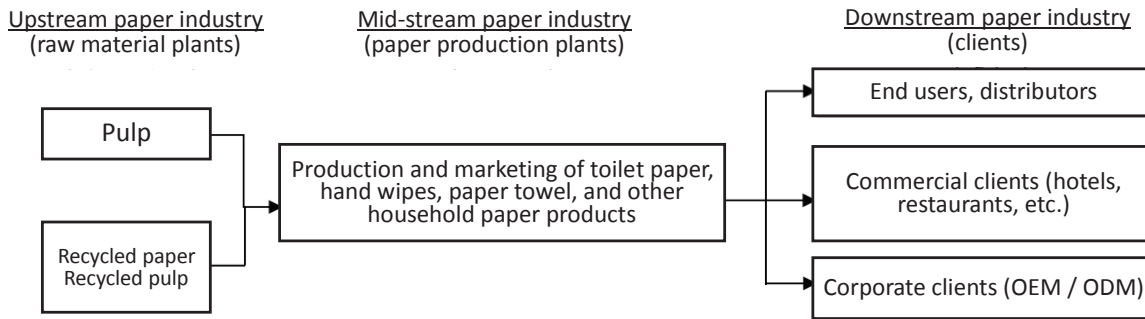 Upstream paper industry
(raw material plants)
Mid-stream paper industry
(paper production plants)
Downstream paper industry
(clients)
Pulp
Recycled paper
Recycled pulp
Production and marketing of toilet paper,
hand wipes, paper towel, and other
household paper products
End users, distributors
Commercial clients (hotels,
restaurants, etc.)
Corporate clients (OEM / ODM)